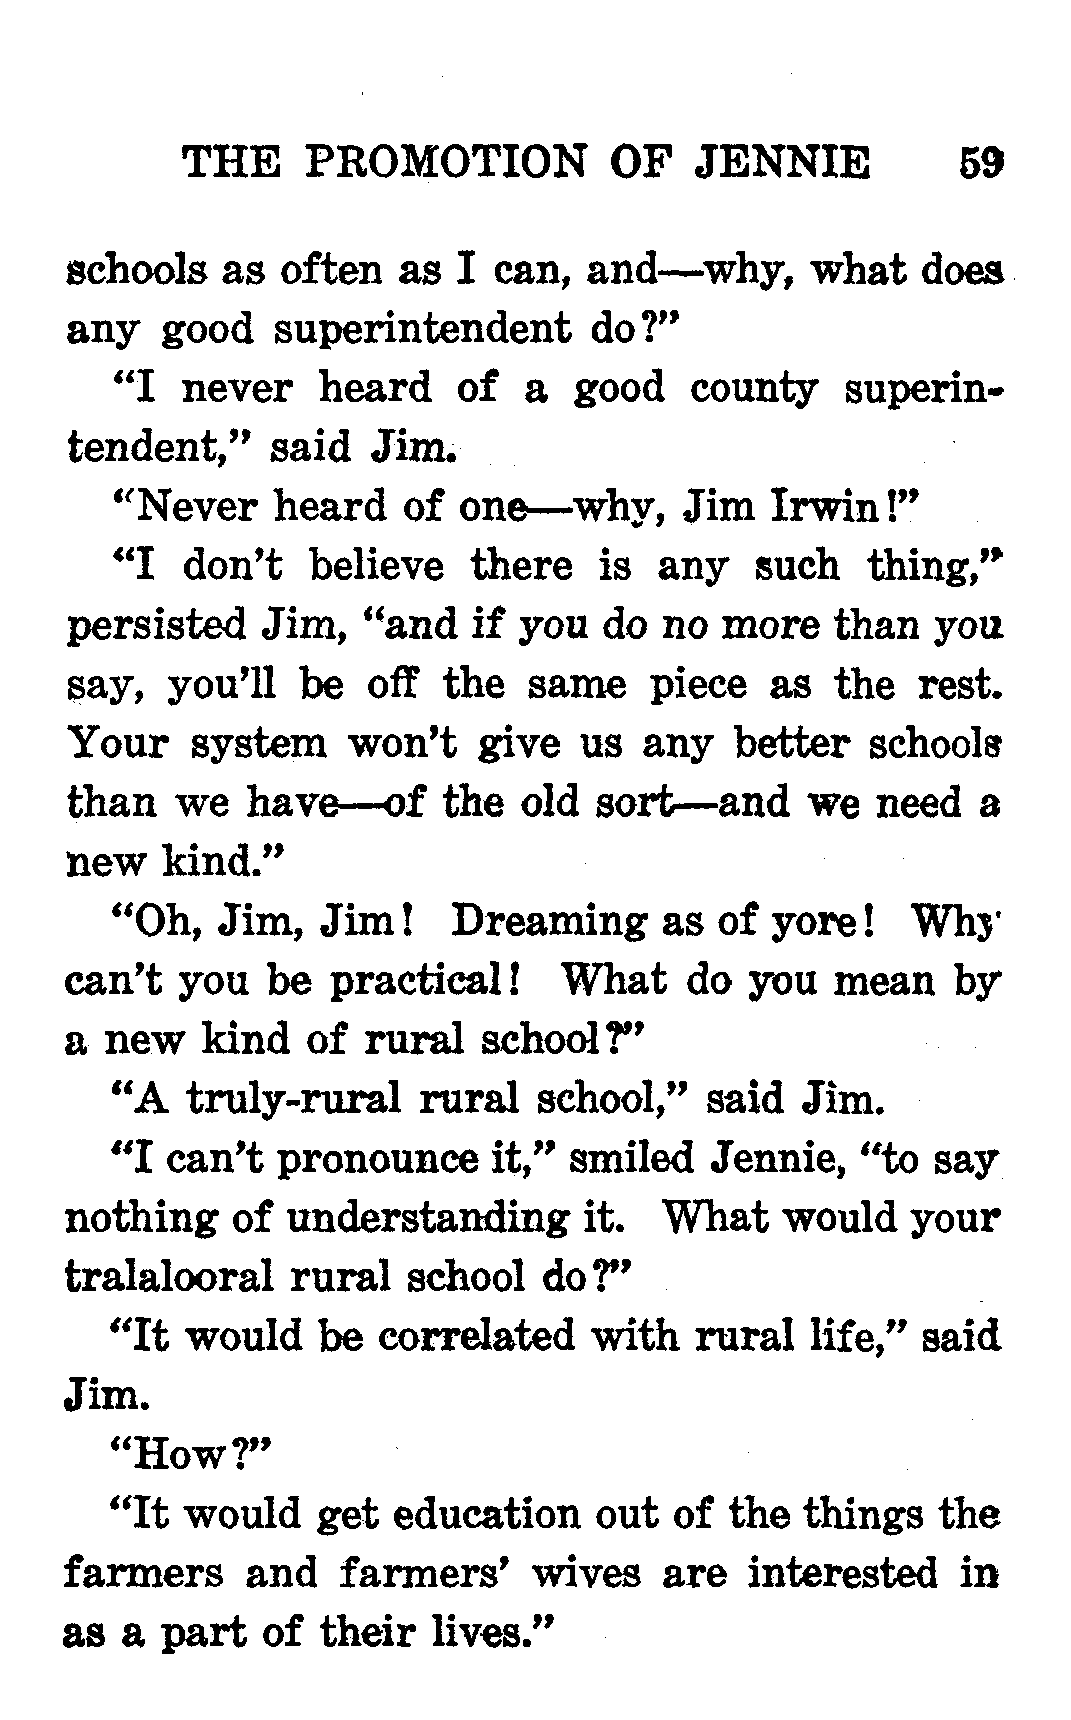 THE PROMOTION OF JENNIE 59
schools as often as I can, and—why, what does
any good superintendent do?"
"I never heard of a good county superin-
tendent," said Jim.
"Never heard of one—why, Jim Irwin!"
"I don't believe there is any such thing,"
persisted Jim, "and if you do no more than you
say, you'll be off the same piece as the rest.
Your system won't give us any better schools
than we have—of the old sort—and we need a
new kind."
"Oh, Jim, Jim! Dreaming as of yore! Why
can't you be practical! What do you mean by
a new kind of rural school?"
"A truly-rural rural school," said Jim.
"I can't pronounce it," smiled Jennie, "to say
nothing of understanding it. What would your
tralalooral rural school do?"
"It would be correlated with rural life," said
Jim.
"How?"
"It would get education out of the things the
farmers and farmers' wives are interested in
as a part of their lives."